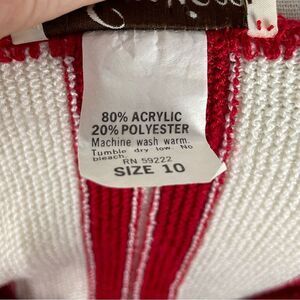 80% ACRYLIC
20% POLYESTER
Machine wash warm.
Tumble dry low. No
bleach.
RN 59222
SIZE 10